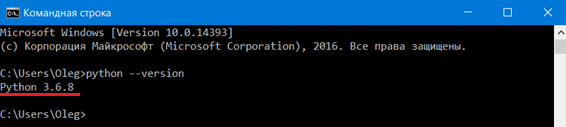 Командная строка
Microsoft Windows [Version 10.0.14393]
(c) Корпорация Майкрософт (Microsoft Corporation), 2016. Все права защищены.
C:\Users\Oleg>python --version
Python 3.6.8
C:\Users\Oleg>